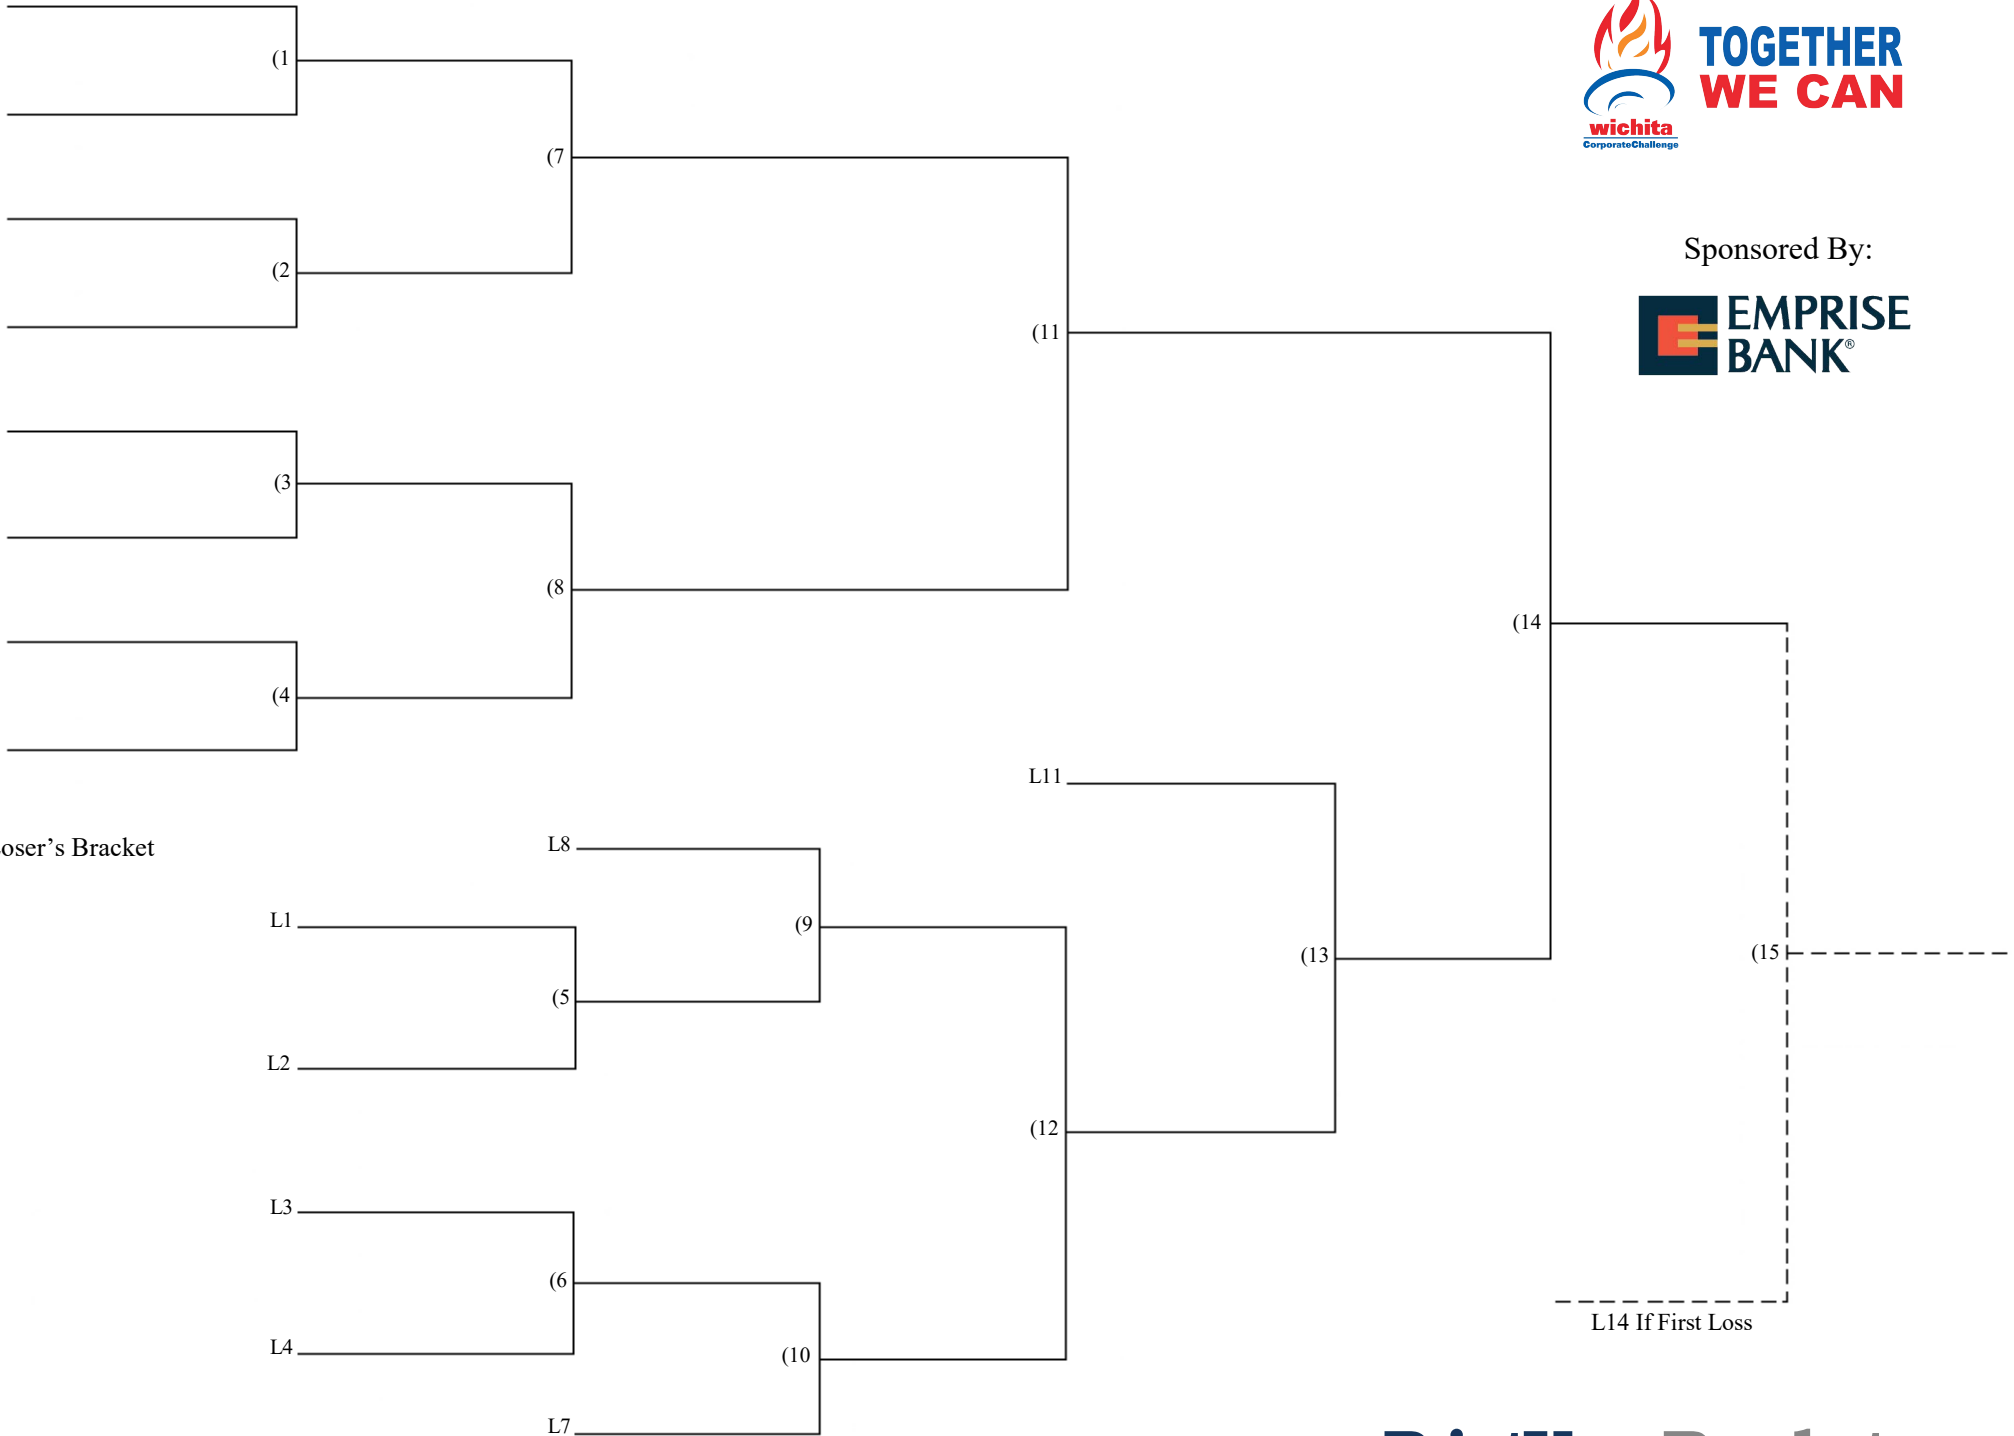 TOGETHER
WE CAN
wichita
CorporateChallenge
Sponsored By:
EMPRISE
BANK®
(1
(7
(2
(11
(3
(8
(14
(4
L11
oser’s Bracket
L8
L1
(9
(15
(13
(5
L2
(12
L3
(6
L14 If First Loss
L4
(10
L7